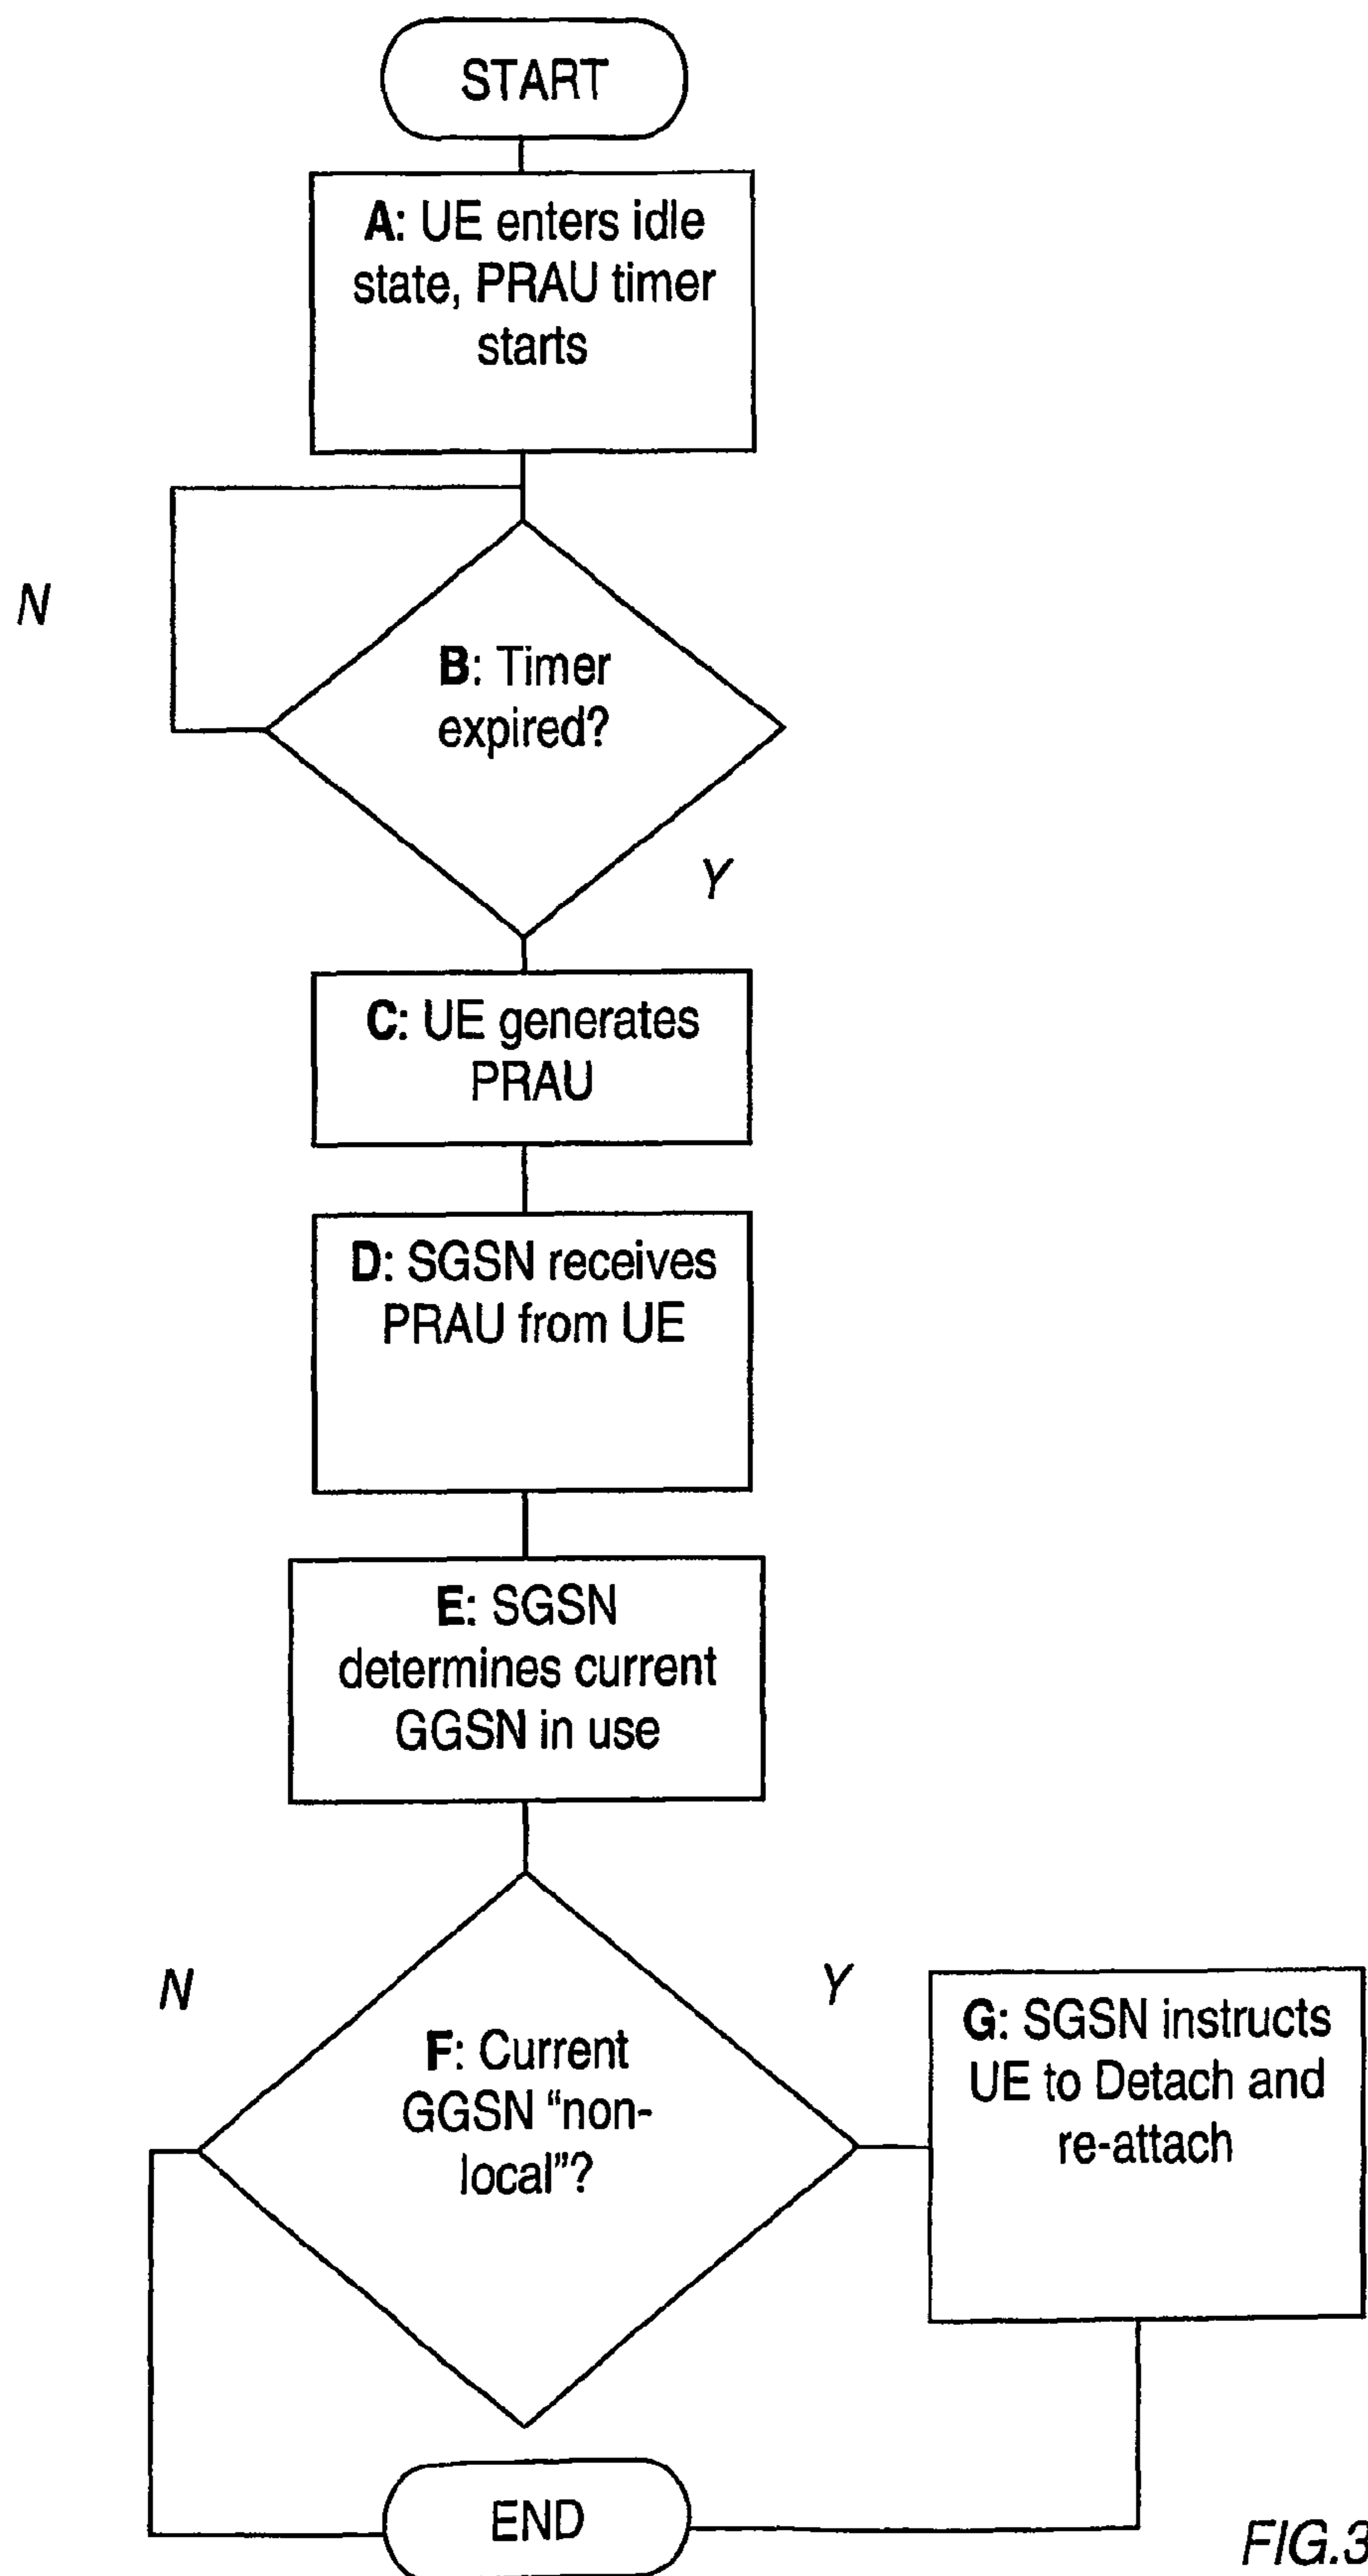 START
A: UE enters idle
state, PRAU timer
starts
N
B: Timer
expired?
Y
C: UE generates
PRAU
D: SGSN receives
PRAU from UE
E: SGSN
determines current
GGSN in use
N
F: Current
GGSN “non-
local”?
Y
G: SGSN instructs
UE to Detach and
re-attach
END
FIG.3